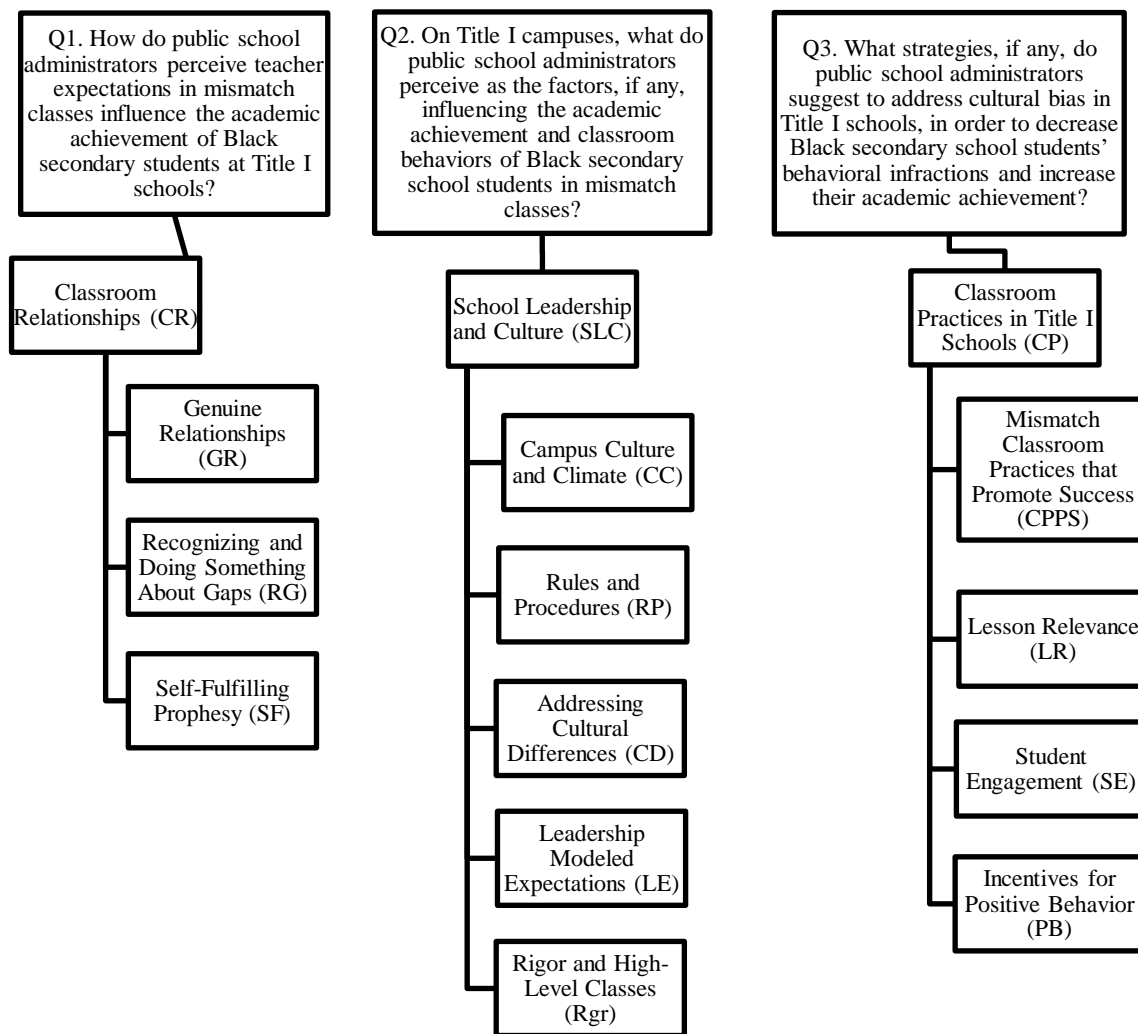 Q1. How do public school
administrators perceive teacher
expectations in mismatch
classes influence the academic
achievement of Black
secondary students at Title I
schools?
Classroom
Relationships (CR)
Genuine
Relationships
(GR)
Recognizing and
Doing Something
About Gaps (RG)
Self-Fulfilling
Prophesy (SF)
Q2. On Title I campuses, what do
public school administrators
perceive as the factors, if any,
influencing the academic
achievement and classroom
behaviors of Black secondary
school students in mismatch
classes?
School Leadership
and Culture (SLC)
Campus Culture
and Climate (CC)
Rules and
Procedures (RP)
Addressing
Cultural
Differences (CD)
Leadership
Modeled
Expectations (LE)
Rigor and High-
Level Classes
(Rgr)
Q3. What strategies, if any, do
public school administrators
suggest to address cultural bias in
Title I schools, in order to decrease
Black secondary school students’
behavioral infractions and increase
their academic achievement?
Classroom
Practices in Title I
Schools (CP)
Mismatch
Classroom
Practices that
Promote Success
(CPPS)
Lesson Relevance
(LR)
Student
Engagement (SE)
Incentives for
Positive Behavior
(PB)